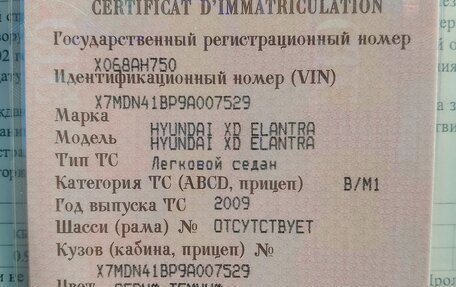 CERTIFICAT D'IMMATRICULATION
Государственный регистрационный номер
Х068АН750
Идентификационный номер (VIN)
X7MDN41BP9A007529
Марка
HYUNDAI XD ELANTRA
Модель HYUNDAI XD ELANTRA
Тип ТС Легковой седан
Категория ТС (ABCD, прицеп) B/M1
Год выпуска ТС 2009
Шасси (рама) № ОТСУТСТВУЕТ
Кузов (кабина, прицеп) №
X7MDN41BP9A007529
Цвет